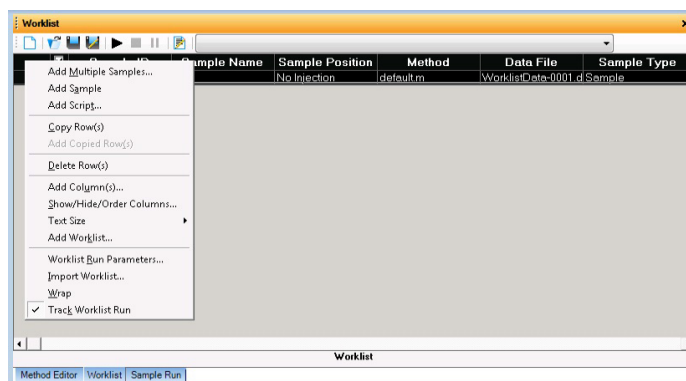 Worklist
Sample Name Sample Position Method Data File Sample Type
No Injection default.m WorklistData-0001.d Sample
Add Multiple Samples...
Add Sample
Add Script...
Copy Row(s)
Add Copied Row(s)
Delete Row(s)
Add Column(s)...
Show/Hide/Order Columns...
Text Size
Add Worklist...
Worklist Run Parameters...
Import Worklist...
Wrap
Track Worklist Run
Worklist
Method Editor Worklist Sample Run